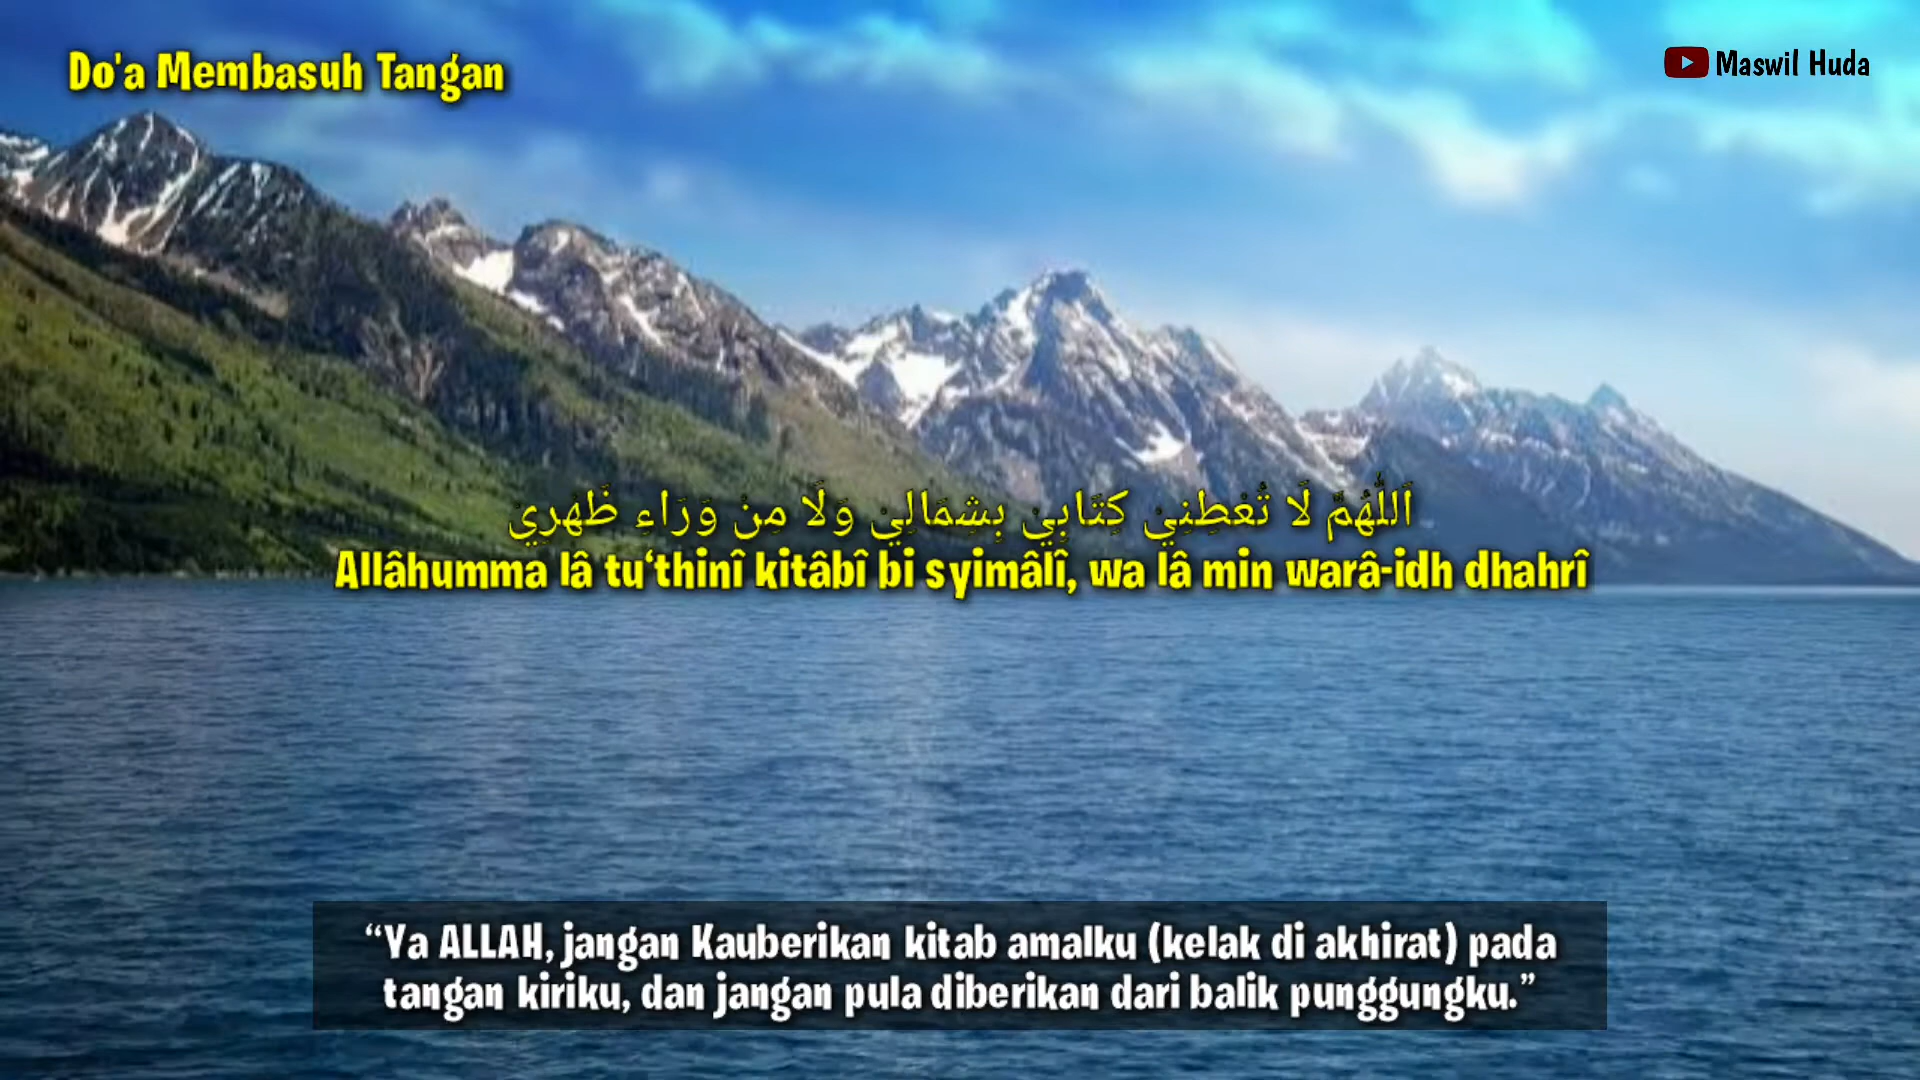 Do'a Membasuh Tangan
Maswil Huda
اَللّٰهُمَّ لَا تُعْطِنِيْ كِتَابِيْ بِشِمَالِيْ وَلَا مِنْ وَرَاءِ ظَهْرِي
Allâhumma lâ tu‘thinî kitâbî bi syimâlî, wa lâ min warâ-idh dhahrî
“Ya ALLAH, jangan Kauberikan kitab amalku (kelak di akhirat) pada
tangan kiriku, dan jangan pula diberikan dari balik punggungku.”